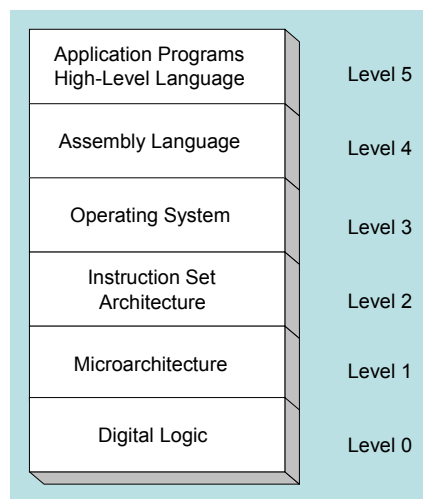 Application Programs
High-Level Language
Level 5
Assembly Language
Level 4
Operating System
Level 3
Instruction Set
Architecture
Level 2
Microarchitecture
Level 1
Digital Logic
Level 0